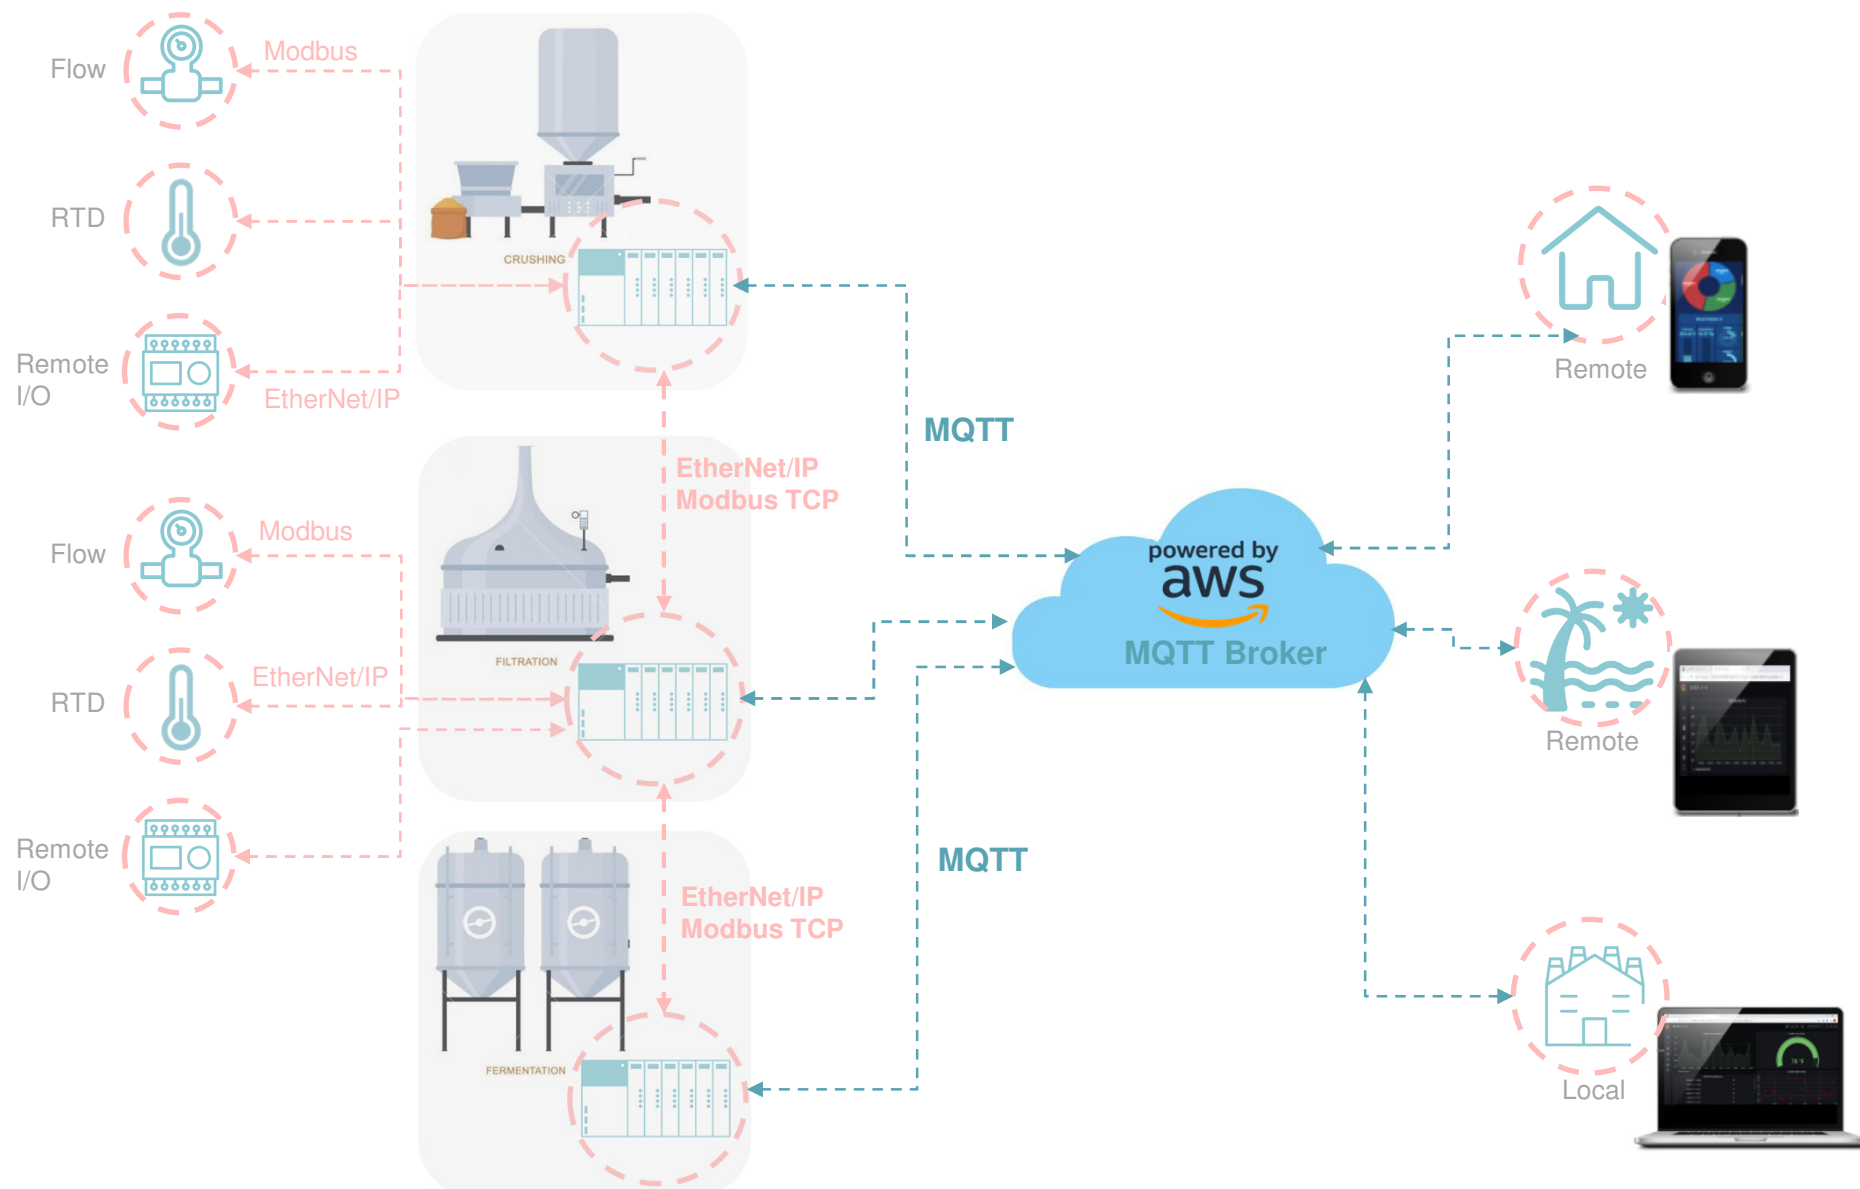 Flow
Modbus
RTD
Remote
I/O
EtherNet/IP
CRUSHING
MQTT
EtherNet/IP
Modbus TCP
Flow
Modbus
RTD
EtherNet/IP
Remote
I/O
FILTRATION
MQTT
EtherNet/IP
Modbus TCP
FERMENTATION
powered by
aws
MQTT Broker
Remote
Remote
Local